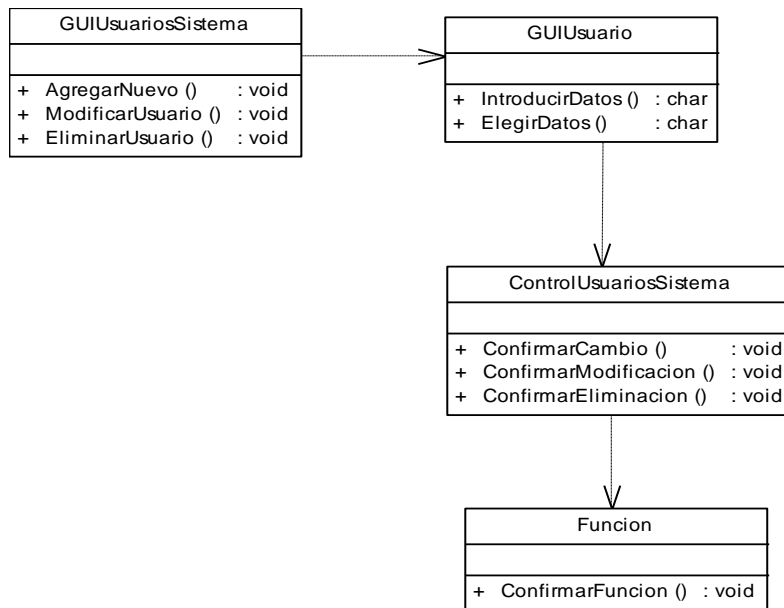 GUIUsuariosSistema
+ AgregarNuevo () : void
+ ModificarUsuario () : void
+ EliminarUsuario () : void
GUIUsuario
+ IntroducirDatos () : char
+ ElegirDatos () : char
ControlUsuariosSistema
+ ConfirmarCambio () : void
+ ConfirmarModificacion () : void
+ ConfirmarEliminacion () : void
Funcion
+ ConfirmarFuncion () : void